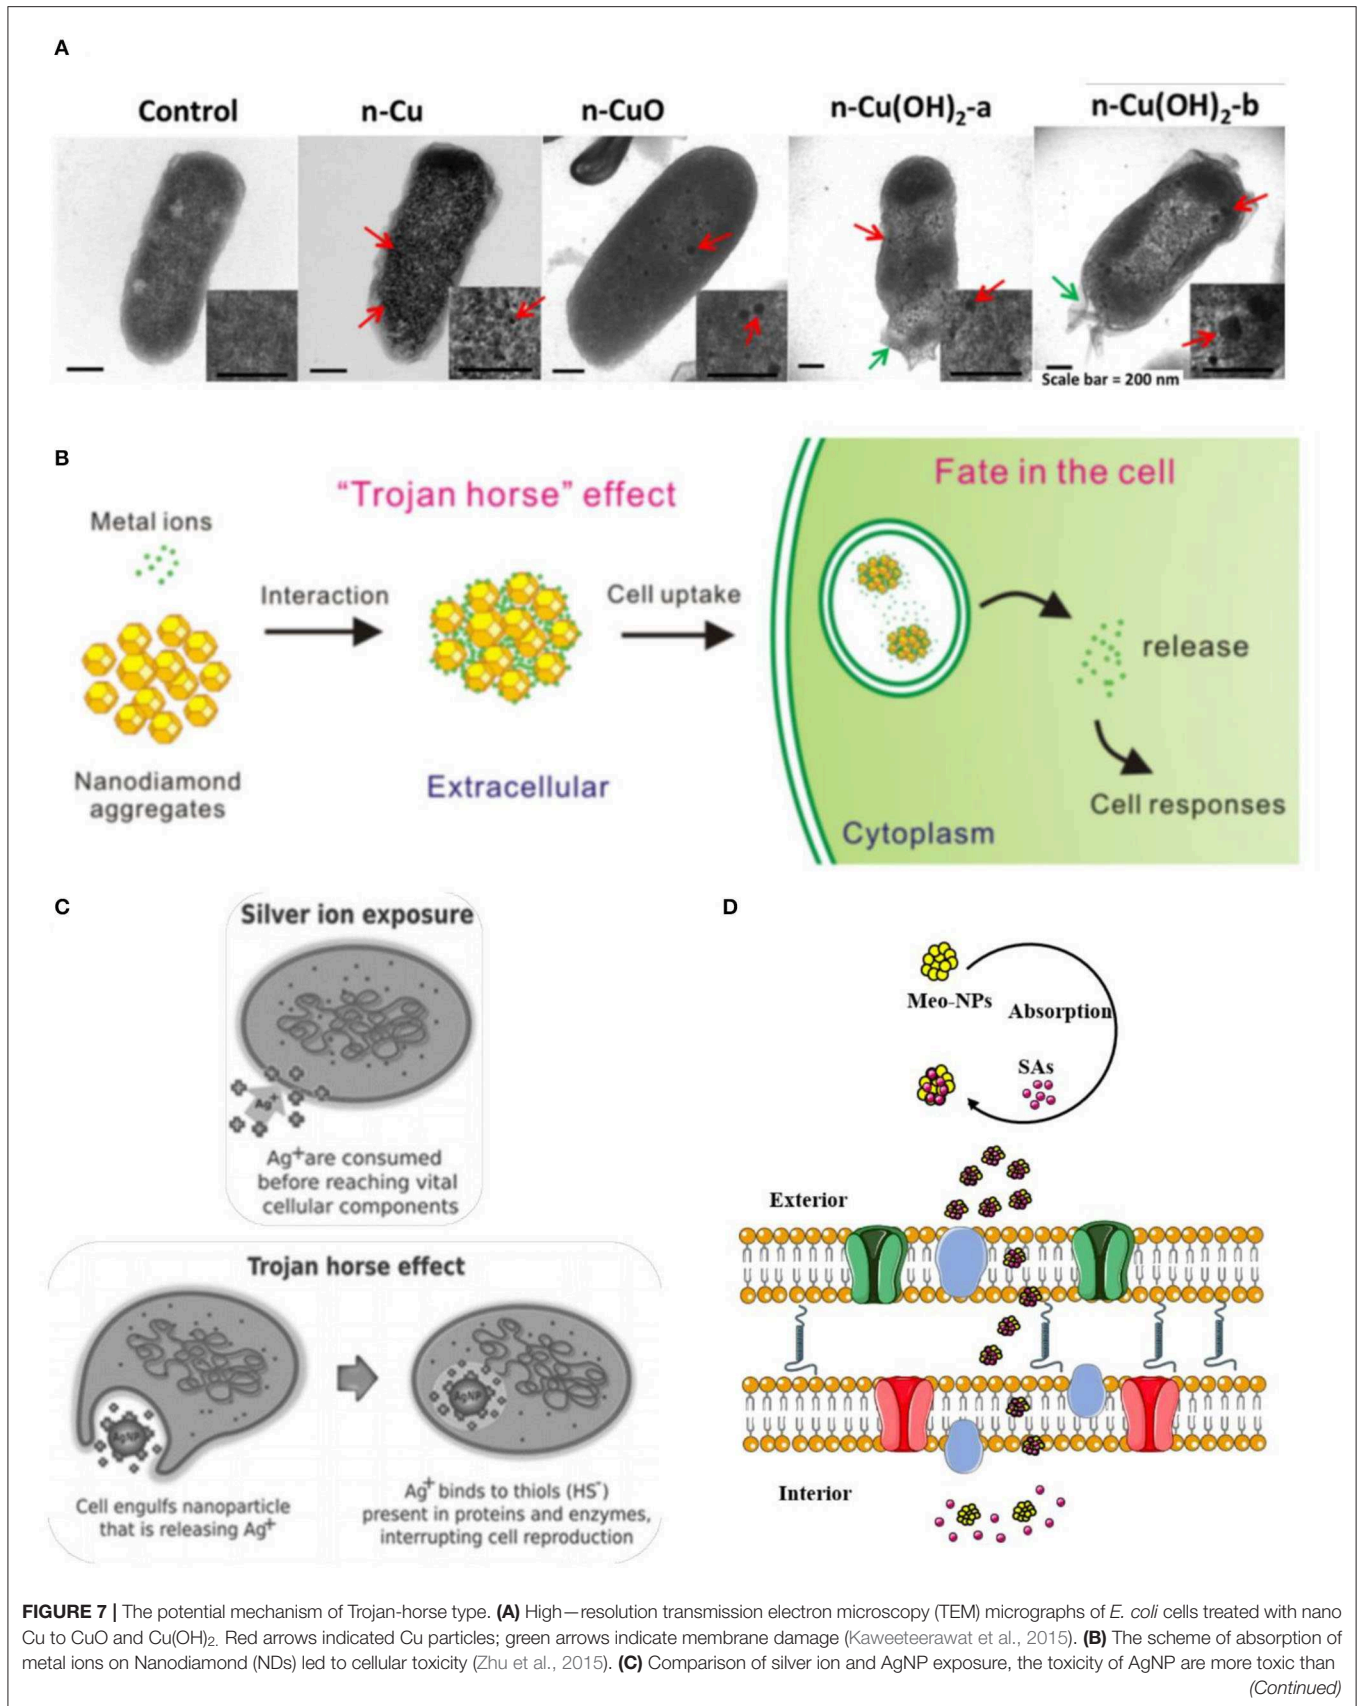 A
Control
n-Cu
n-CuO
n-Cu(OH)₂-a
n-Cu(OH)₂-b
Scale bar = 200 nm
B
Metal ions
“Trojan horse” effect
Fate in the cell
Interaction
Cell uptake
release
Nanodiamond
aggregates
Extracellular
Cell responses
Cytoplasm
C
Silver ion exposure
Ag⁺
Ag⁺are consumed
before reaching vital
cellular components
Trojan horse effect
AgNP
AgNP
Cell engulfs nanoparticle
that is releasing Ag⁺
Ag⁺ binds to thiols (HS⁻)
present in proteins and enzymes,
interrupting cell reproduction
D
Meo-NPs
Absorption
SAs
Exterior
Interior
FIGURE 7 | The potential mechanism of Trojan-horse type. (A) High—resolution transmission electron microscopy (TEM) micrographs of E. coli cells treated with nano
Cu to CuO and Cu(OH)₂. Red arrows indicated Cu particles; green arrows indicate membrane damage (Kaweeteerawat et al., 2015). (B) The scheme of absorption of
metal ions on Nanodiamond (NDs) led to cellular toxicity (Zhu et al., 2015). (C) Comparison of silver ion and AgNP exposure, the toxicity of AgNP are more toxic than
(Continued)